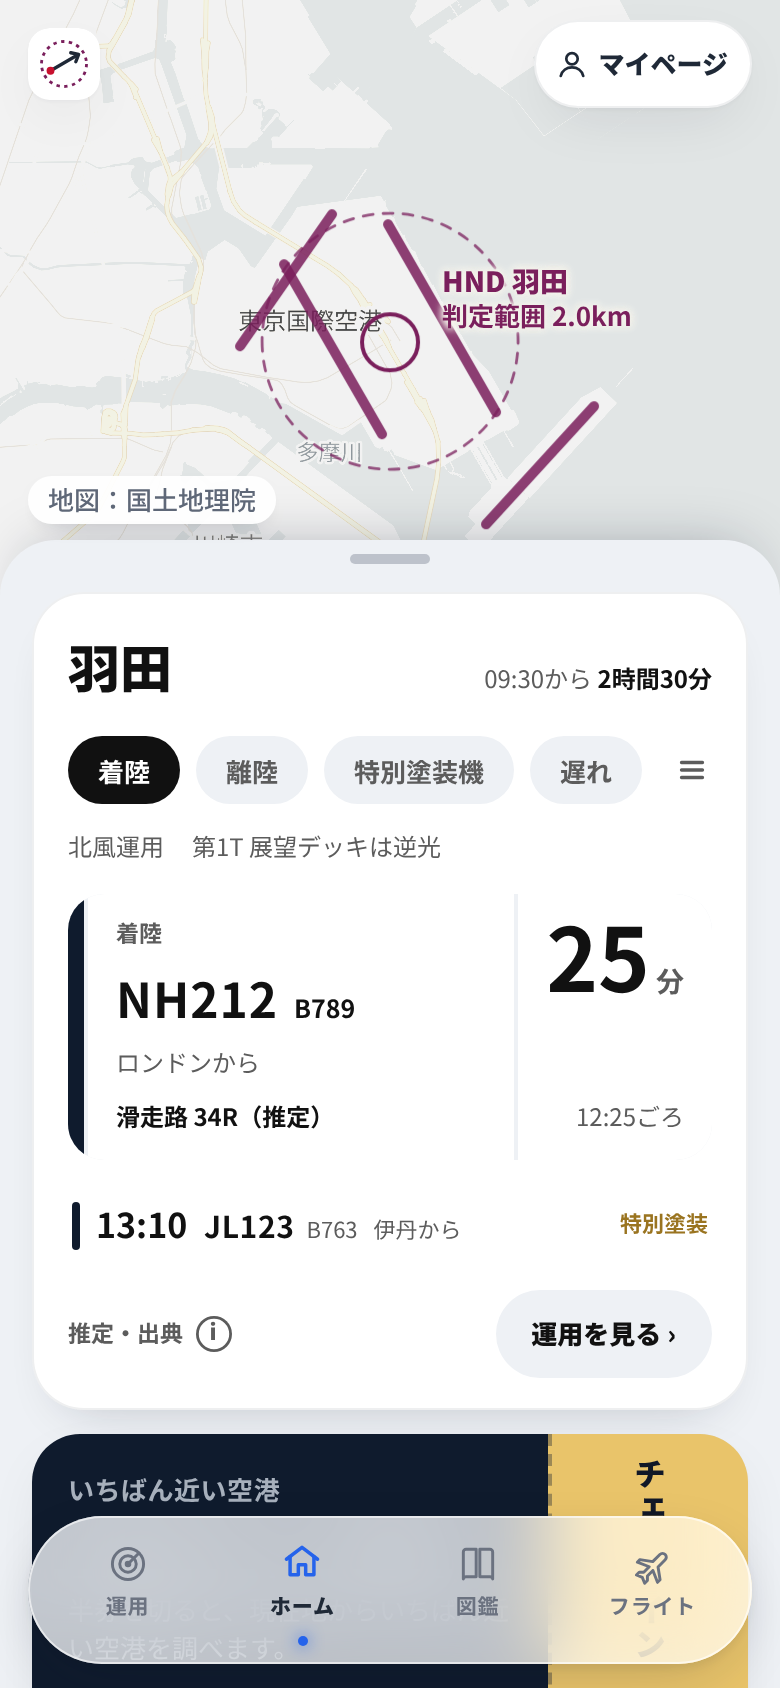 マイページ
HND 羽田
判定範囲 2.0km
東京国際空港
多摩川
地図：国土地理院
羽田
09:30から 2時間30分
着陸
離陸
特別塗装機
遅れ
北風運用 第1T 展望デッキは逆光
着陸
25分
NH212 B789
ロンドンから
滑走路 34R（推定）
12:25ごろ
13:10 JL123 B763 伊丹から
特別塗装
推定・出典
運用を見る ›
いちばん近い空港
チェ
い空港を調べます。
ン
運用
ホーム
図鑑
フライト